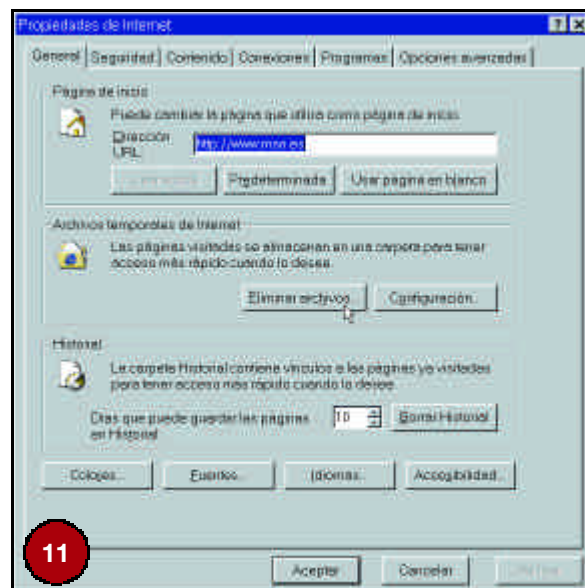 Propiedades de Internet
General Seguridad Contenido Conexiones Programas Opciones avanzadas
Página de inicio
Puede cambiar la página que utiliza como página de inicio.
Dirección URL: http://www.msn.es
Predeterminada Usar página en blanco
Archivos temporales de Internet
Las páginas visitadas se almacenan en una carpeta para tener
acceso más rápido cuando lo desee.
Eliminar archivos... Configuración...
Historial
La carpeta Historial contiene vínculos a las páginas ya visitadas
para tener acceso más rápido cuando lo desee.
Días que puede guardar las páginas
en Historial: 10 Borrar Historial
Colores... Fuentes... Idiomas... Accesibilidad...
11
Aceptar Cancelar